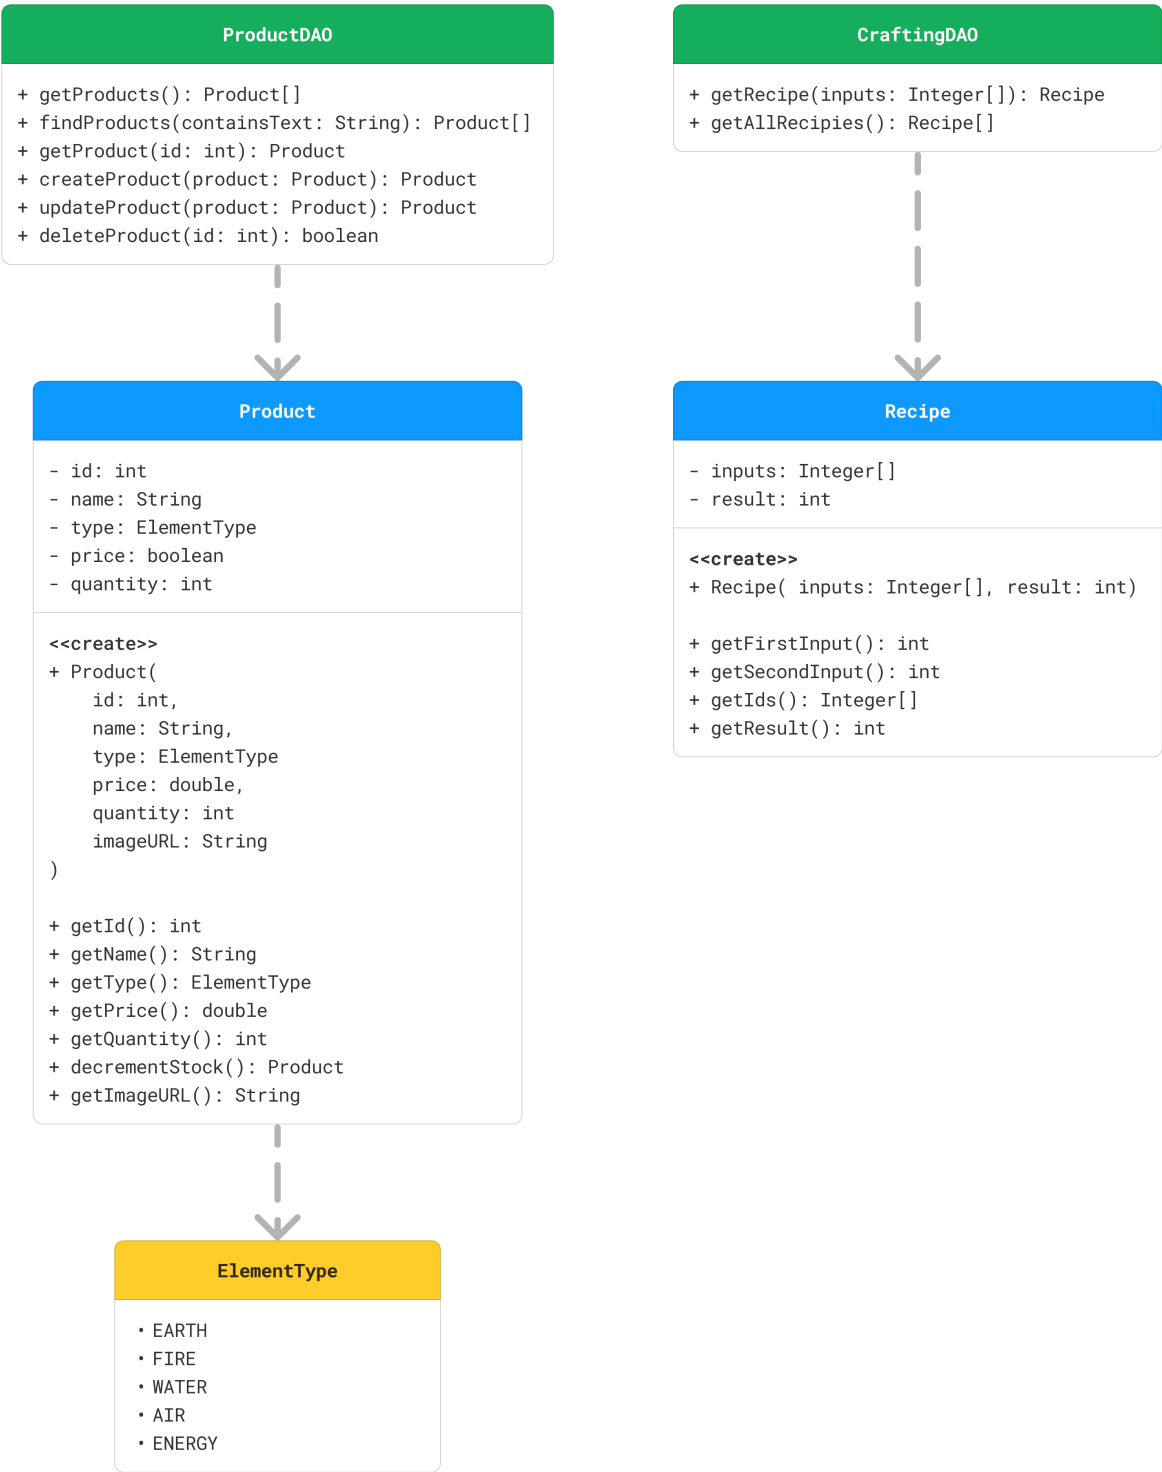 ProductDAO
+ getProducts(): Product[]
+ findProducts(containsText: String): Product[]
+ getProduct(id: int): Product
+ createProduct(product: Product): Product
+ updateProduct(product: Product): Product
+ deleteProduct(id: int): boolean
CraftingDAO
+ getRecipe(inputs: Integer[]): Recipe
+ getAllRecipies(): Recipe[]
Product
- id: int
- name: String
- type: ElementType
- price: boolean
- quantity: int
<<create>>
+ Product(
id: int,
name: String,
type: ElementType
price: double,
quantity: int
imageURL: String
)
+ getId(): int
+ getName(): String
+ getType(): ElementType
+ getPrice(): double
+ getQuantity(): int
+ decrementStock(): Product
+ getImageURL(): String
Recipe
- inputs: Integer[]
- result: int
<<create>>
+ Recipe( inputs: Integer[], result: int)
+ getFirstInput(): int
+ getSecondInput(): int
+ getIds(): Integer[]
+ getResult(): int
ElementType
• EARTH
• FIRE
• WATER
• AIR
• ENERGY